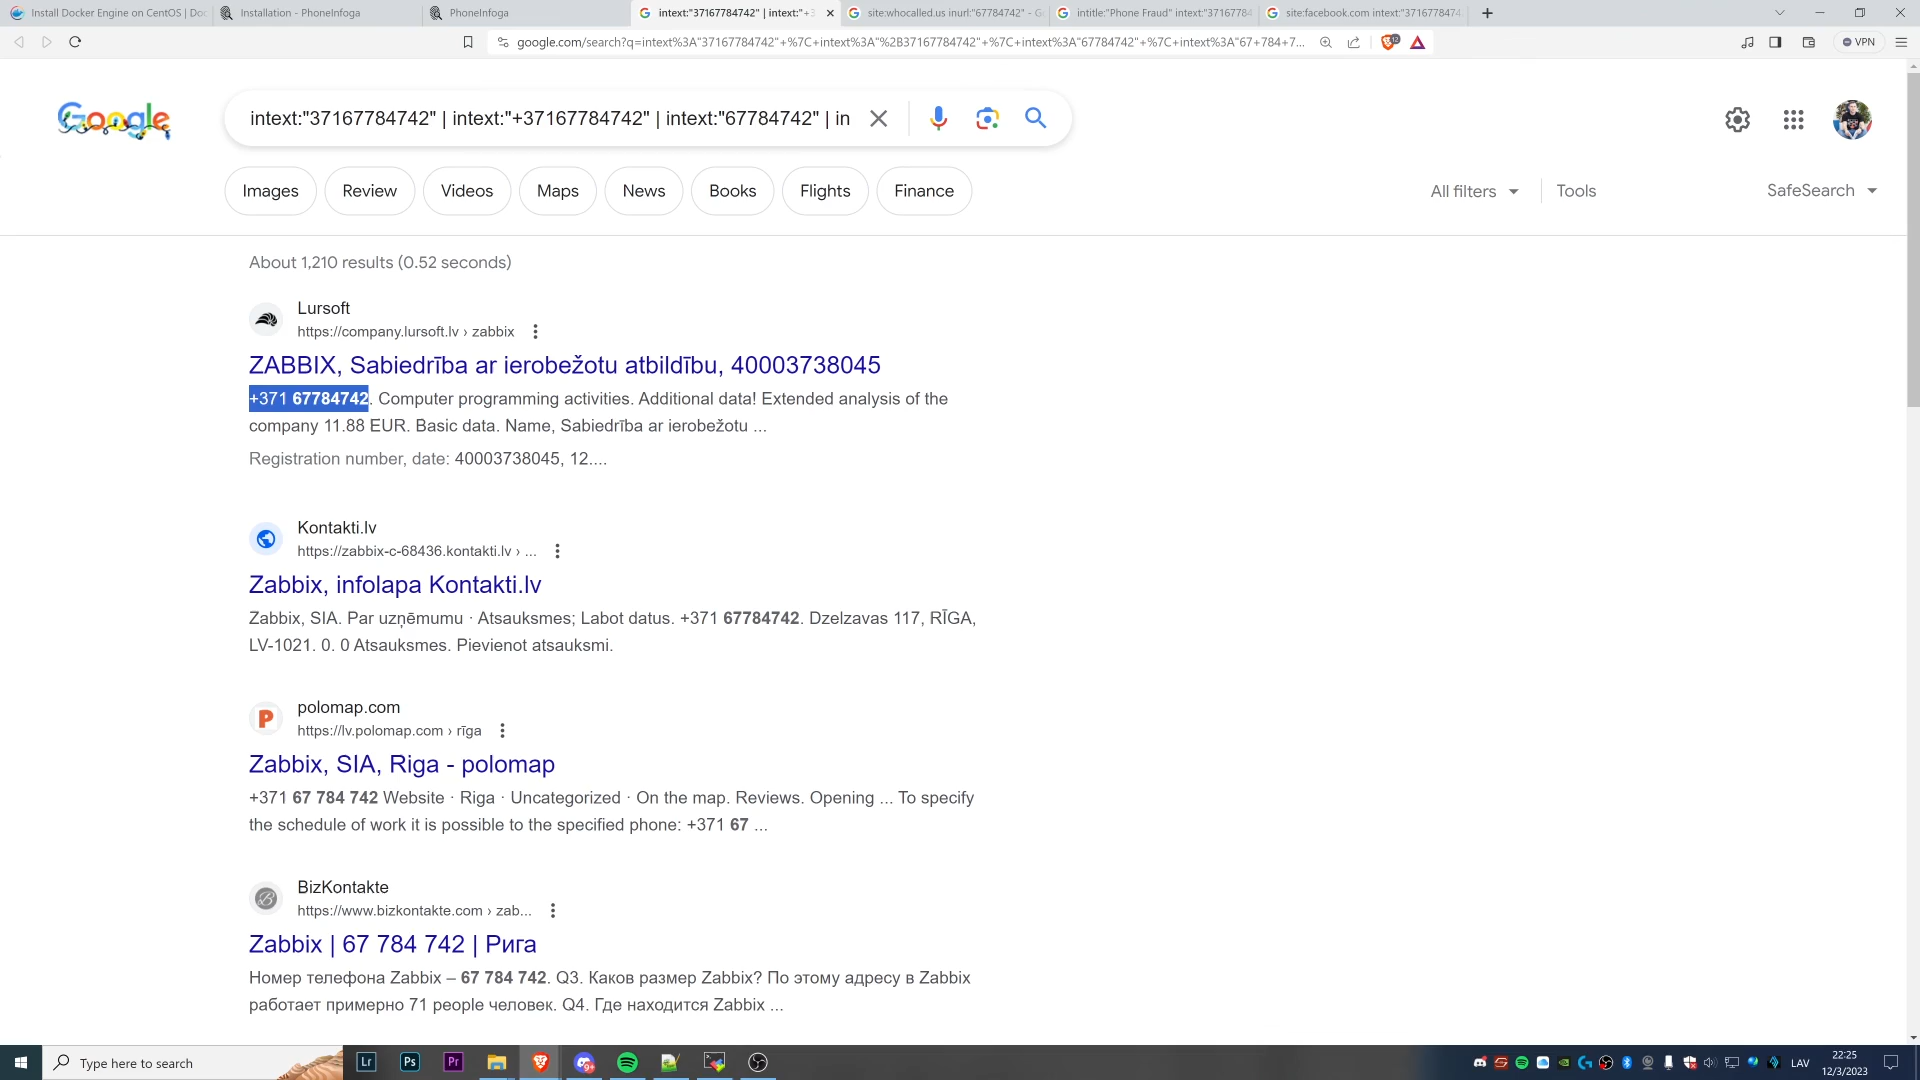 Install Docker Engine on CentOS | Doc
Installation - PhoneInfoga
PhoneInfoga
intext:"37167784742" | intext:"+3
site:whocalled.us inurl:"67784742" - G
intitle:"Phone Fraud" intext:"37167784
site:facebook.com intext:"3716778474
google.com/search?q=intext%3A"37167784742"+%7C+intext%3A"%2B37167784742"+%7C+intext%3A"67784742"+%7C+intext%3A"67+784+7...
VPN
Google
intext:"37167784742" | intext:"+37167784742" | intext:"67784742" | in
Images
Review
Videos
Maps
News
Books
Flights
Finance
All filters
Tools
SafeSearch
About 1,210 results (0.52 seconds)
Lursoft
https://company.lursoft.lv › zabbix
ZABBIX, Sabiedrība ar ierobežotu atbildību, 40003738045
+371 67784742. Computer programming activities. Additional data! Extended analysis of the
company 11.88 EUR. Basic data. Name, Sabiedrība ar ierobežotu ...
Registration number, date: 40003738045, 12....
Kontakti.lv
https://zabbix-c-68436.kontakti.lv › ...
Zabbix, infolapa Kontakti.lv
Zabbix, SIA. Par uzņēmumu · Atsauksmes; Labot datus. +371 67784742. Dzelzavas 117, RĪGA,
LV-1021. 0. 0 Atsauksmes. Pievienot atsauksmi.
P
polomap.com
https://lv.polomap.com › rīga
Zabbix, SIA, Riga - polomap
+371 67 784 742 Website · Riga · Uncategorized · On the map. Reviews. Opening ... To specify
the schedule of work it is possible to the specified phone: +371 67 ...
BizKontakte
https://www.bizkontakte.com › zab...
Zabbix | 67 784 742 | Рига
Номер телефона Zabbix – 67 784 742. Q3. Каков размер Zabbix? По этому адресу в Zabbix
работает примерно 71 people человек. Q4. Где находится Zabbix ...
Type here to search
Lr
Ps
Pr
LAV
22:25
12/3/2023